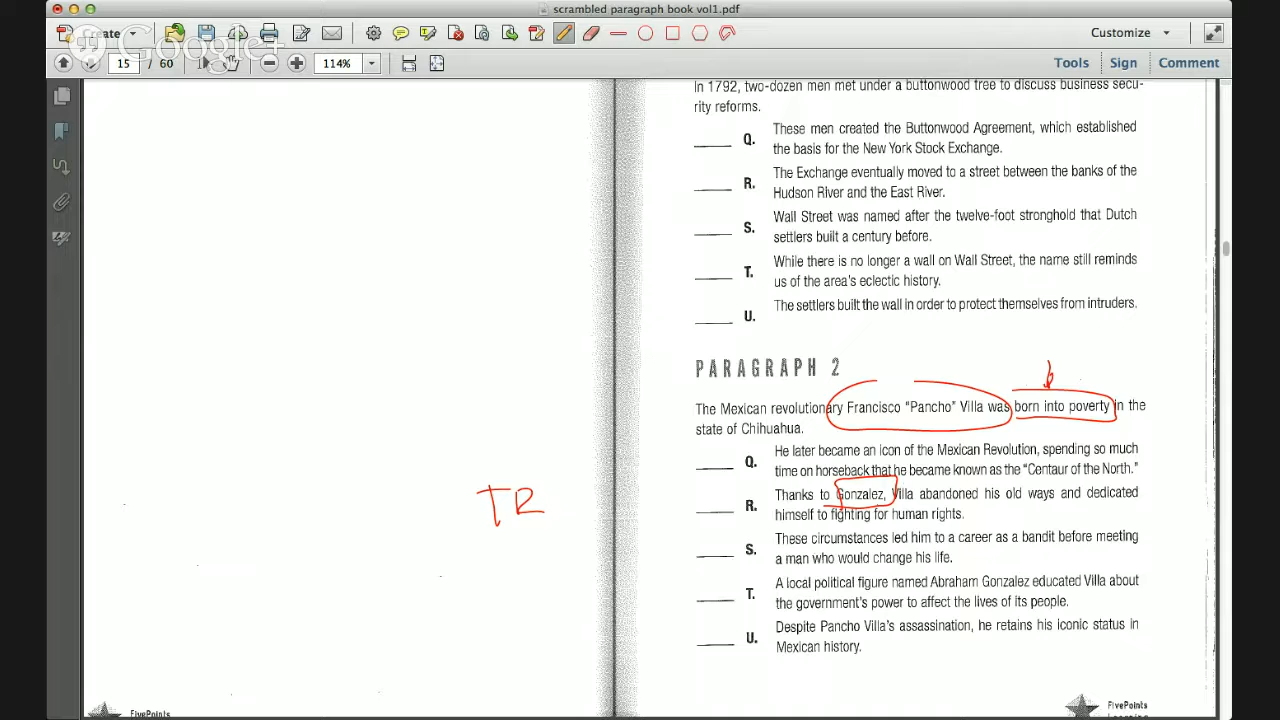 scrambled paragraph book vol1.pdf
Create
Customize
Google+
15 / 60
114%
Tools Sign Comment
In 1792, two-dozen men met under a buttonwood tree to discuss business secu-
rity reforms.
Q. These men created the Buttonwood Agreement, which established
the basis for the New York Stock Exchange.
R. The Exchange eventually moved to a street between the banks of the
Hudson River and the East River.
S. Wall Street was named after the twelve-foot stronghold that Dutch
settlers built a century before.
T. While there is no longer a wall on Wall Street, the name still reminds
us of the area's eclectic history.
U. The settlers built the wall in order to protect themselves from intruders.
PARAGRAPH 2
The Mexican revolutionary Francisco "Pancho" Villa was born into poverty in the
state of Chihuahua.
Q. He later became an icon of the Mexican Revolution, spending so much
time on horseback that he became known as the "Centaur of the North."
R. Thanks to Gonzalez, Villa abandoned his old ways and dedicated
himself to fighting for human rights.
TR
S. These circumstances led him to a career as a bandit before meeting
a man who would change his life.
T. A local political figure named Abraham Gonzalez educated Villa about
the government's power to affect the lives of its people.
U. Despite Pancho Villa's assassination, he retains his iconic status in
Mexican history.
FivePoints
FivePoints
Learning